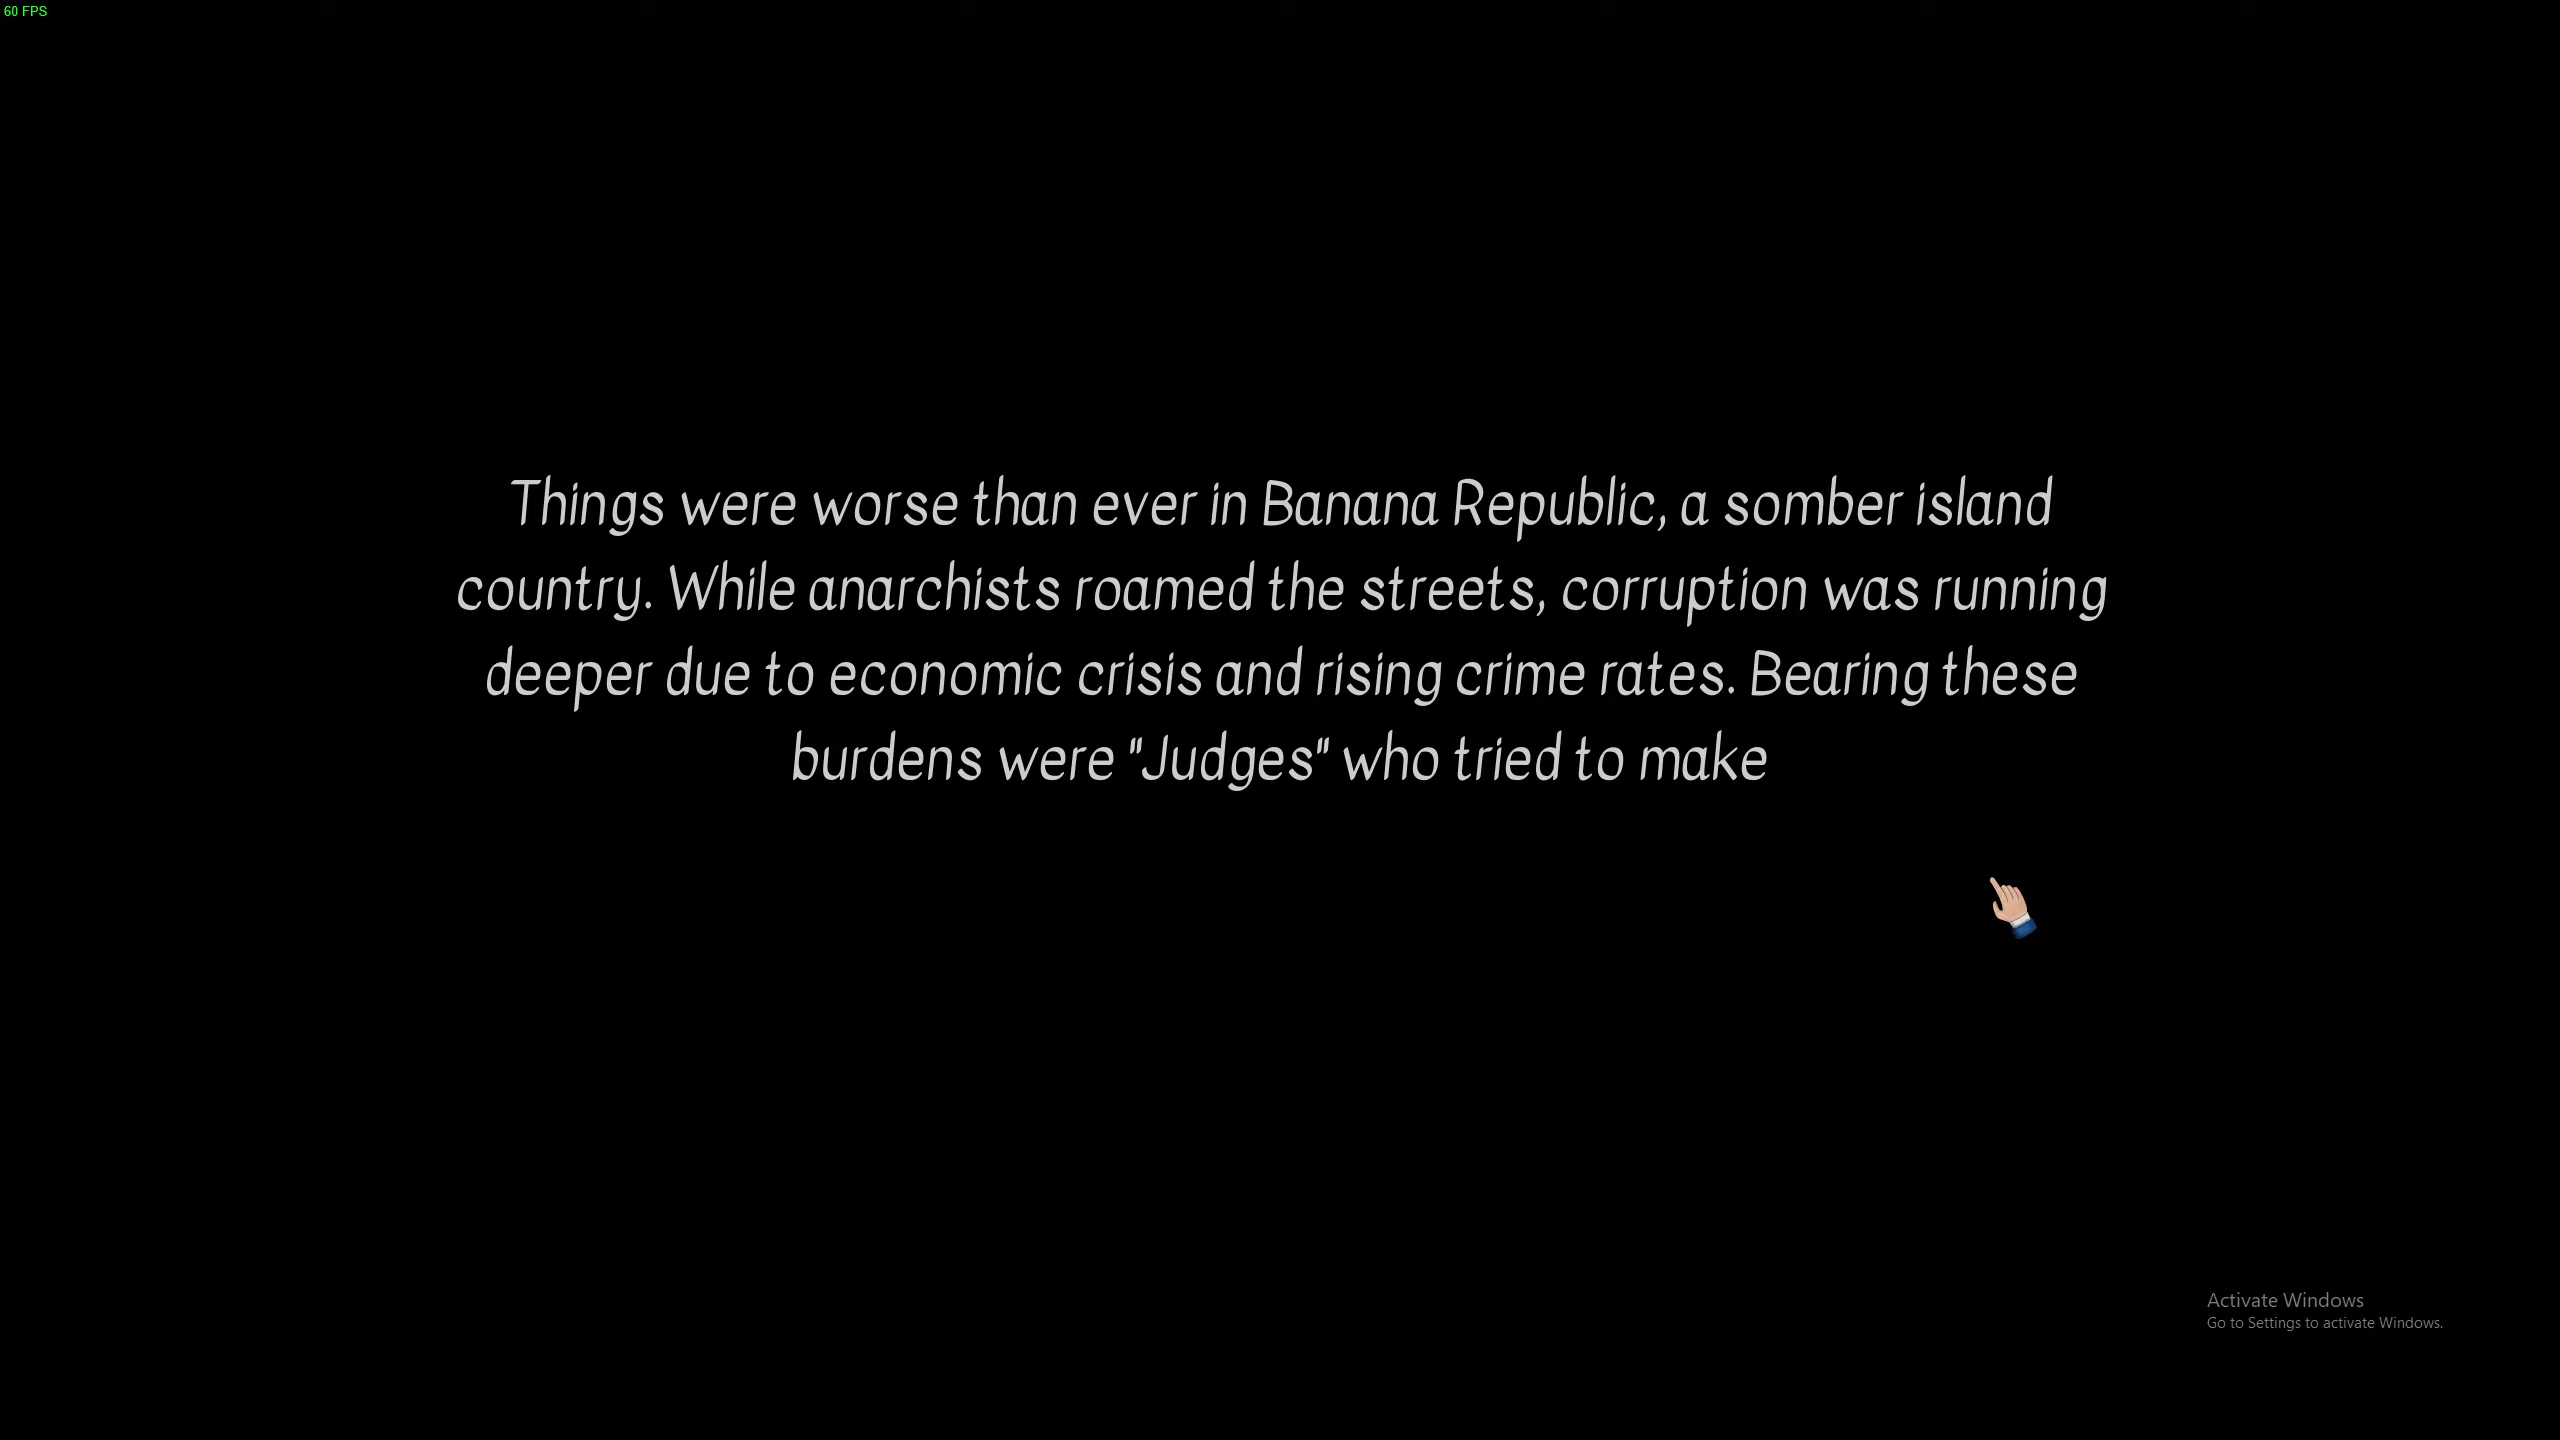 60 FPS
Things were worse than ever in Banana Republic, a somber island
country. While anarchists roamed the streets, corruption was running
deeper due to economic crisis and rising crime rates. Bearing these
burdens were "Judges" who tried to make
Activate Windows
Go to Settings to activate Windows.